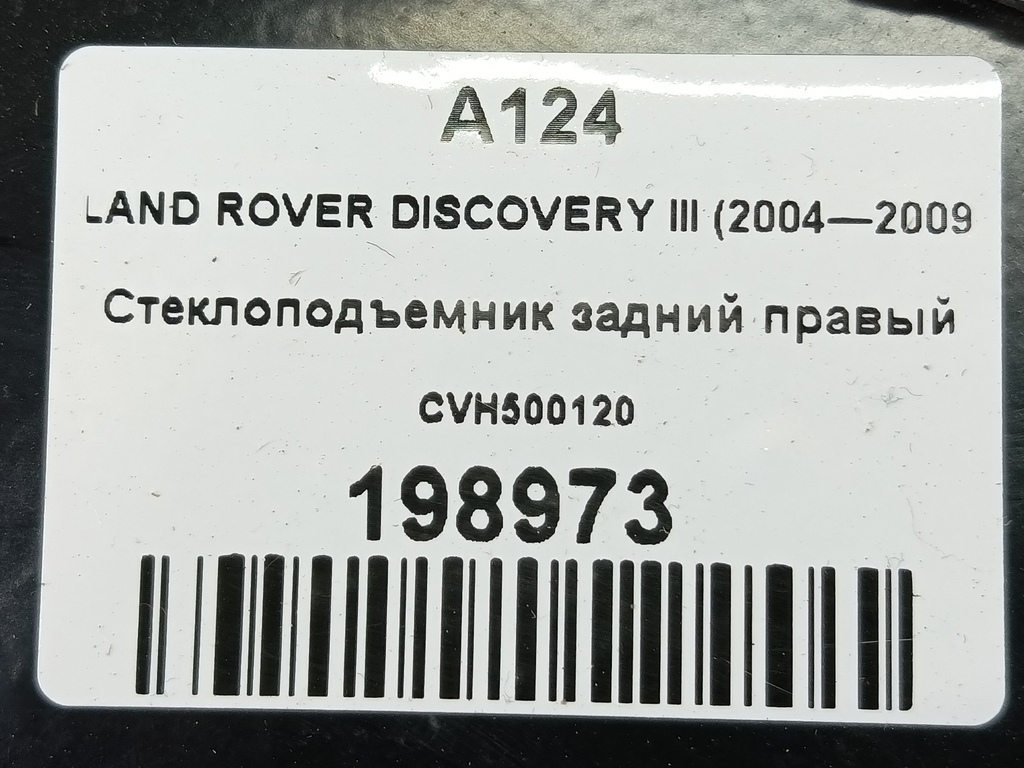 A124
LAND ROVER DISCOVERY III (2004—2009
Стеклоподъемник задний правый
CVH500120
198973